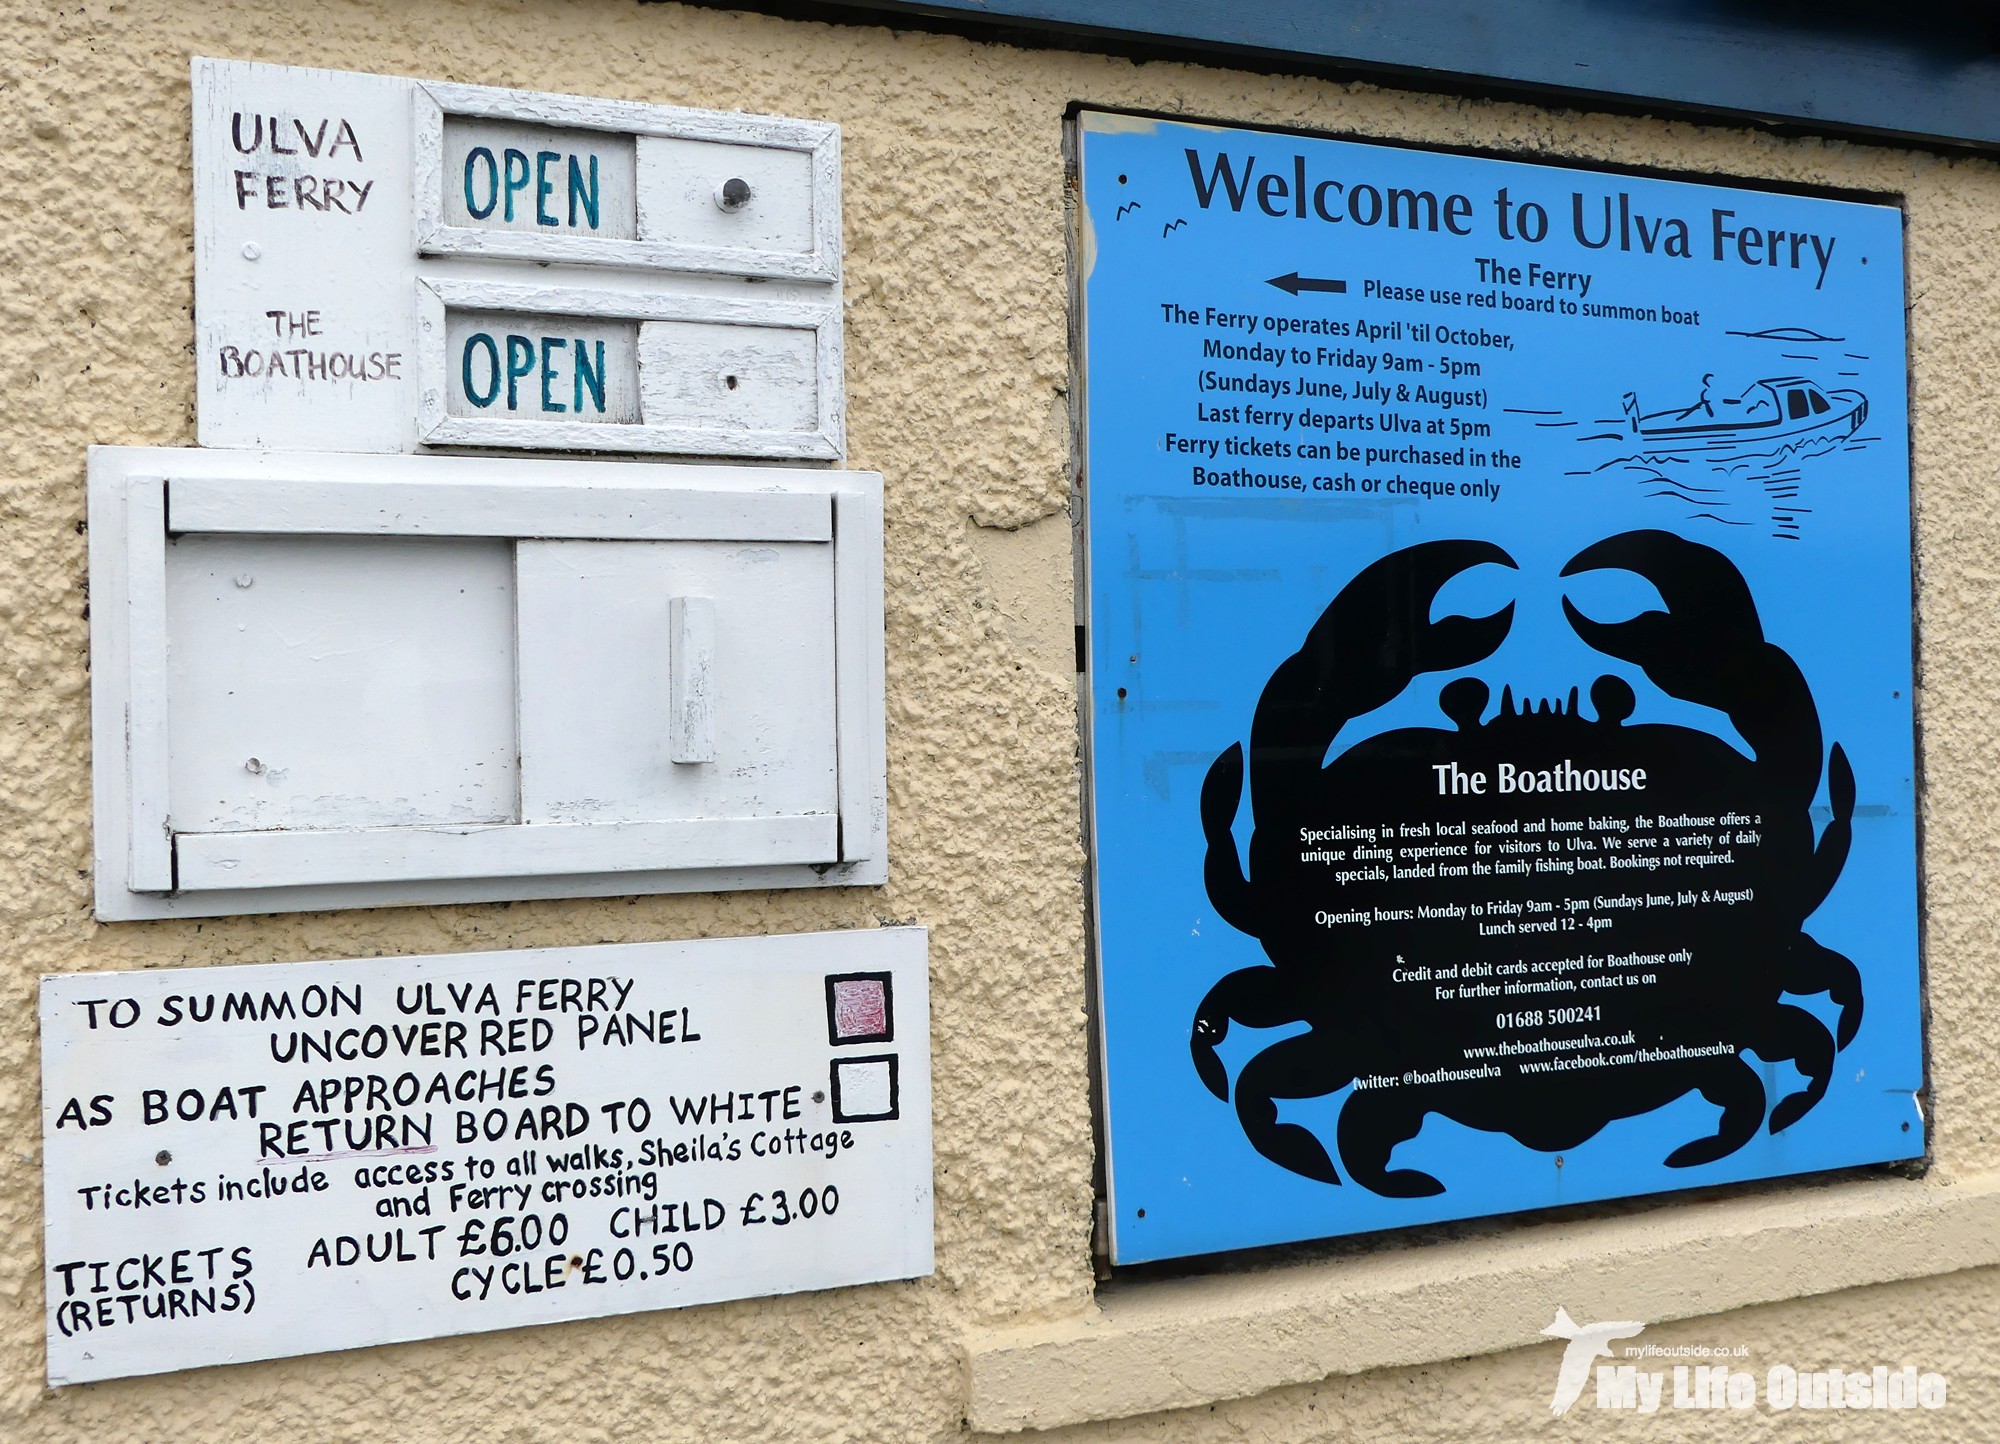 ULVA
FERRY
OPEN
THE
BOATHOUSE
OPEN
TO SUMMON ULVA FERRY
UNCOVER RED PANEL
AS BOAT APPROACHES
RETURN BOARD TO WHITE
Tickets include access to all walks, Sheila's Cottage
and Ferry crossing
TICKETS
(RETURNS)
ADULT £6.00 CHILD £3.00
CYCLE £0.50
Welcome to Ulva Ferry
The Ferry
Please use red board to summon boat
The Ferry operates April 'til October,
Monday to Friday 9am - 5pm
(Sundays June, July & August)
Last ferry departs Ulva at 5pm
Ferry tickets can be purchased in the
Boathouse, cash or cheque only
The Boathouse
Specialising in fresh local seafood and home baking, the Boathouse offers a
unique dining experience for visitors to Ulva. We serve a variety of daily
specials, landed from the family fishing boat. Bookings not required.
Opening hours: Monday to Friday 9am - 5pm (Sundays June, July & August)
Lunch served 12 - 4pm
Credit and debit cards accepted for Boathouse only
For further information, contact us on
01688 500241
www.theboathouseulva.co.uk
twitter: @boathouseulva www.facebook.com/theboathouseulva
mylifeoutside.co.uk
My Life Outside